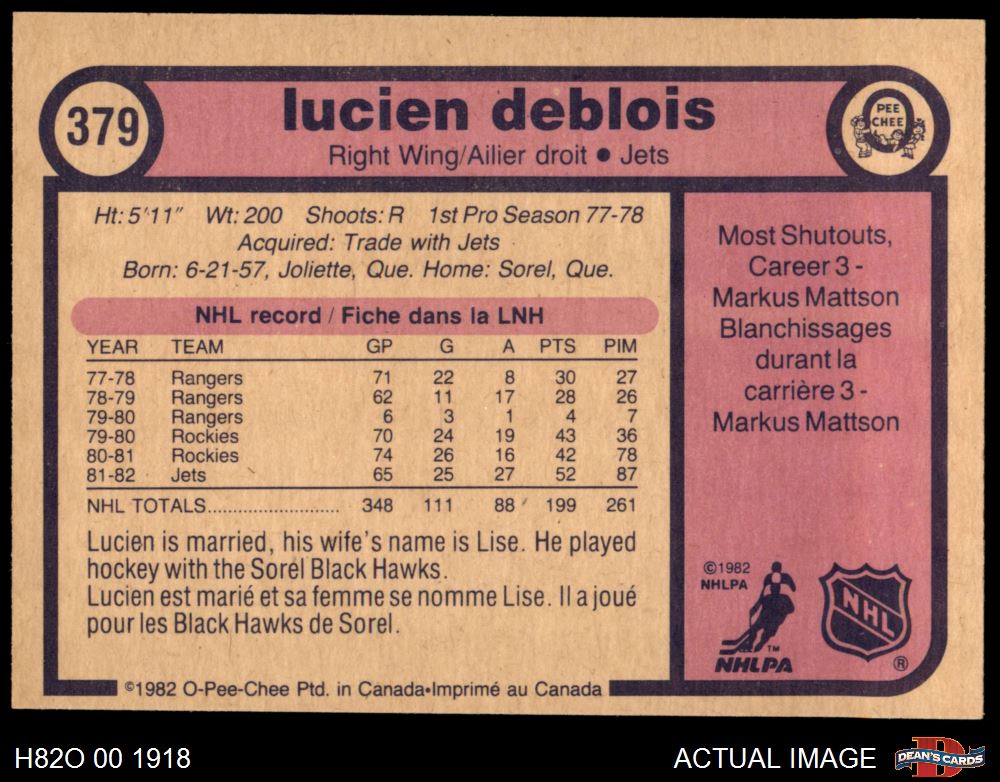 379
lucien deblois
Right Wing/Ailier droit ● Jets
PEE
CHEE
Ht: 5'11" Wt: 200 Shoots: R 1st Pro Season 77-78
Acquired: Trade with Jets
Born: 6-21-57, Joliette, Que. Home: Sorel, Que.
NHL record / Fiche dans la LNH
YEAR TEAM GP G A PTS PIM
77-78 Rangers 71 22 8 30 27
78-79 Rangers 62 11 17 28 26
79-80 Rangers 6 3 1 4 7
79-80 Rockies 70 24 19 43 36
80-81 Rockies 74 26 16 42 78
81-82 Jets 65 25 27 52 87
NHL TOTALS.......................... 348 111 88 199 261
Lucien is married, his wife's name is Lise. He played
hockey with the Sorel Black Hawks.
Lucien est marié et sa femme se nomme Lise. Il a joué
pour les Black Hawks de Sorel.
©1982 O-Pee-Chee Ptd. in Canada•Imprimé au Canada
Most Shutouts,
Career 3 -
Markus Mattson
Blanchissages
durant la
carrière 3 -
Markus Mattson
©1982
NHLPA
TM
NHLPA
NHL
®
H82O 00 1918
ACTUAL IMAGE
D
DEAN'S CARDS